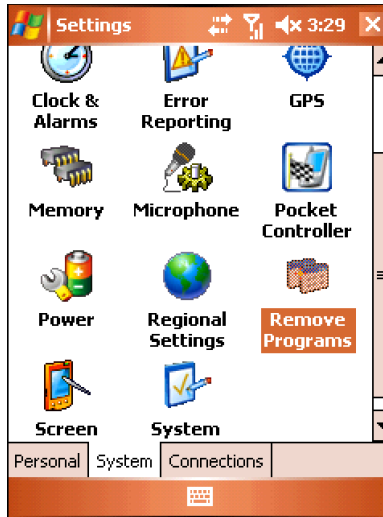 Settings 3:29
Clock & Alarms
Error Reporting
GPS
Memory
Microphone
Pocket Controller
Power
Regional Settings
Remove Programs
Screen
System
Personal System Connections